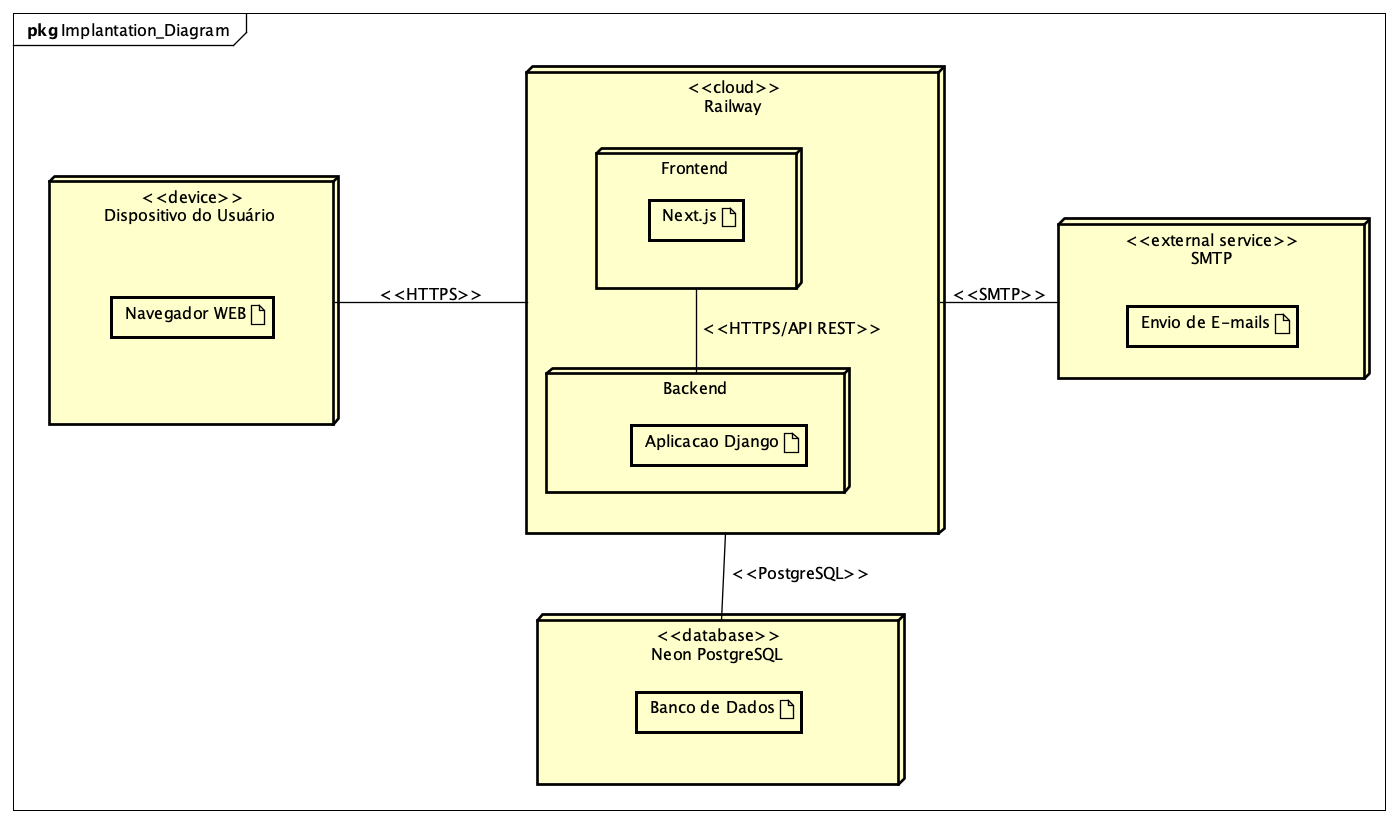 pkg Implantation_Diagram
<<cloud>>
Railway
Frontend
Next.js
<<device>>
Dispositivo do Usuário
Navegador WEB
<<HTTPS>>
<<HTTPS/API REST>>
Backend
Aplicacao Django
<<SMTP>>
<<external service>>
SMTP
Envio de E-mails
<<PostgreSQL>>
<<database>>
Neon PostgreSQL
Banco de Dados